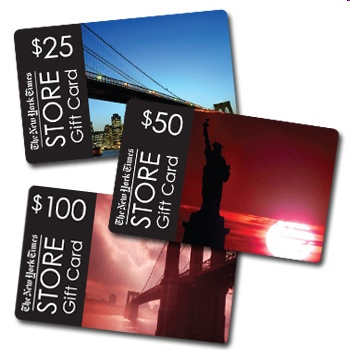 $25
The New York Times
STORE
Gift Card
$50
The New York Times
STORE
Gift Card
$100
The New York Times
STORE
Gift Card